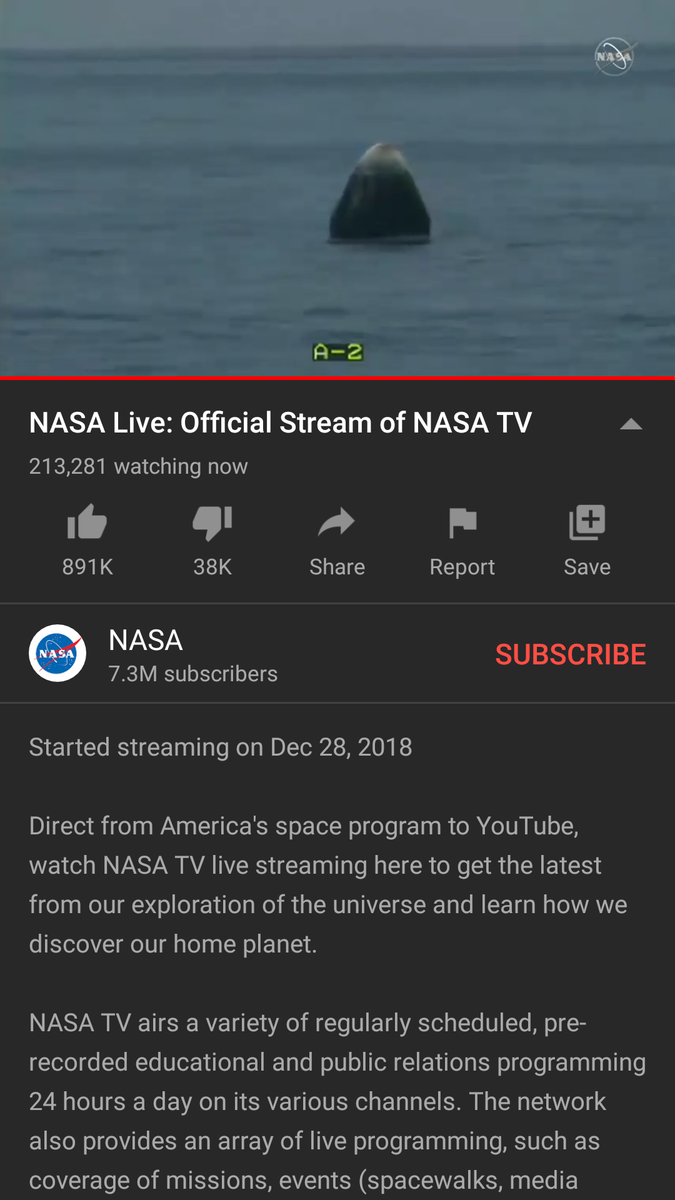 NASA
A-2
NASA Live: Official Stream of NASA TV
213,281 watching now
891K
38K
Share
Report
Save
NASA
NASA
7.3M subscribers
SUBSCRIBE
Started streaming on Dec 28, 2018
Direct from America's space program to YouTube,
watch NASA TV live streaming here to get the latest
from our exploration of the universe and learn how we
discover our home planet.
NASA TV airs a variety of regularly scheduled, pre-
recorded educational and public relations programming
24 hours a day on its various channels. The network
also provides an array of live programming, such as
coverage of missions, events (spacewalks, media